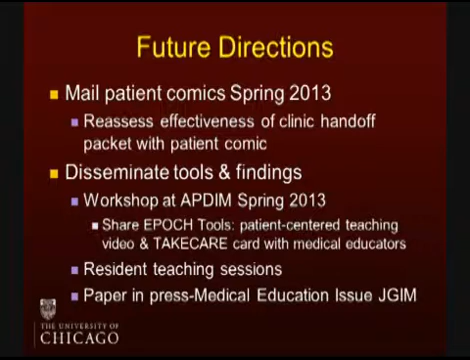 Future Directions
Mail patient comics Spring 2013
Reassess effectiveness of clinic handoff
packet with patient comic
Disseminate tools & findings
Workshop at APDIM Spring 2013
Share EPOCH Tools: patient-centered teaching
video & TAKECARE card with medical educators
Resident teaching sessions
Paper in press-Medical Education Issue JGIM
THE UNIVERSITY OF
CHICAGO